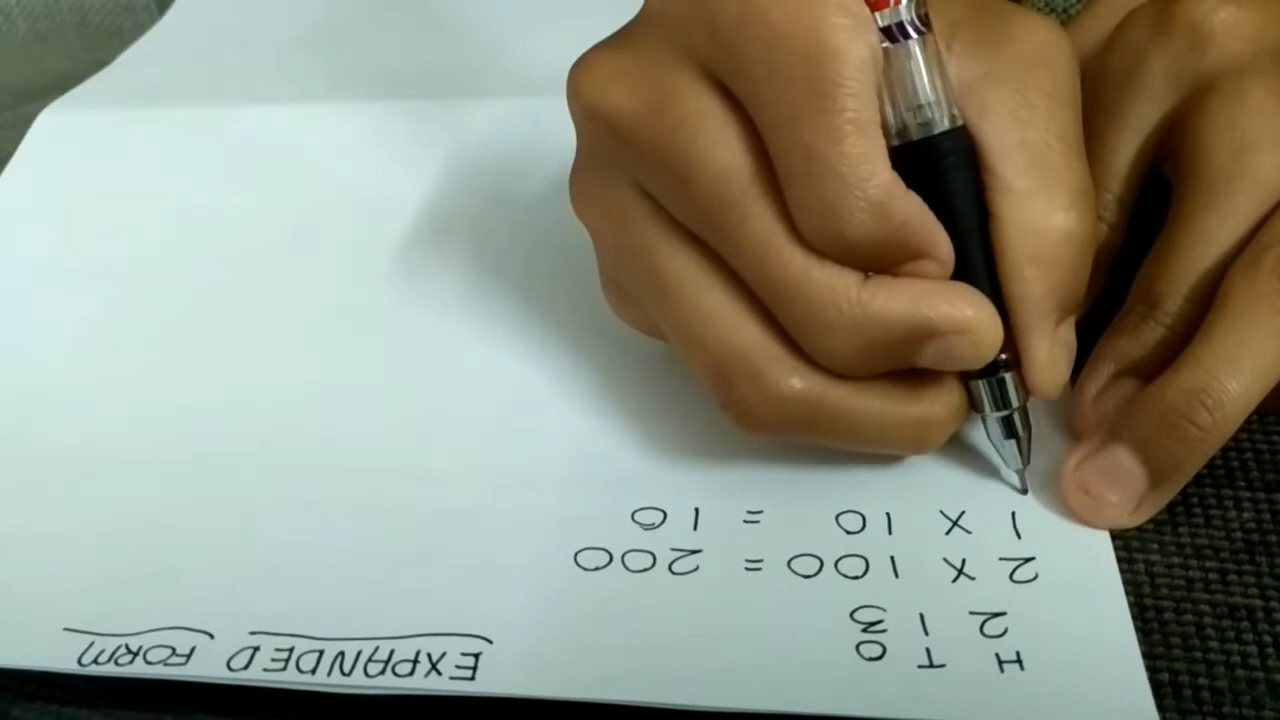 EXPANDED FORM
H T O
2 1 3
2 X 100 = 200
1 X 10 = 10